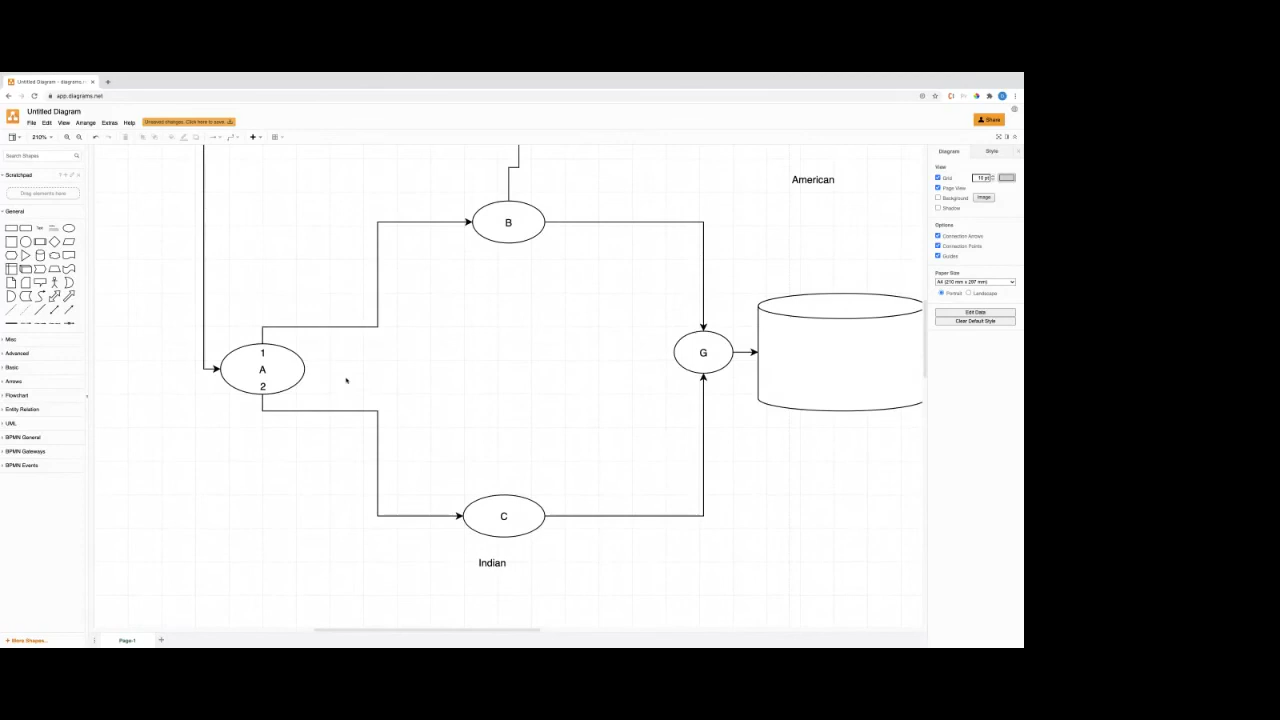 Untitled Diagram - diagrams.
app.diagrams.net
Untitled Diagram
File Edit View Arrange Extras Help
Unsaved changes. Click here to save.
Share
210%
Search Shapes
Scratchpad
Drag elements here
General
Text
Misc
Advanced
Basic
Arrows
Flowchart
Entity Relation
UML
BPMN General
BPMN Gateways
BPMN Events
+ More Shapes...
American
B
1
A
2
G
C
Indian
Page-1
Diagram Style
View
Grid 10 pt
Page View
Background Image
Shadow
Options
Connection Arrows
Connection Points
Guides
Paper Size
A4 (210 mm x 297 mm)
Portrait Landscape
Edit Data
Clear Default Style